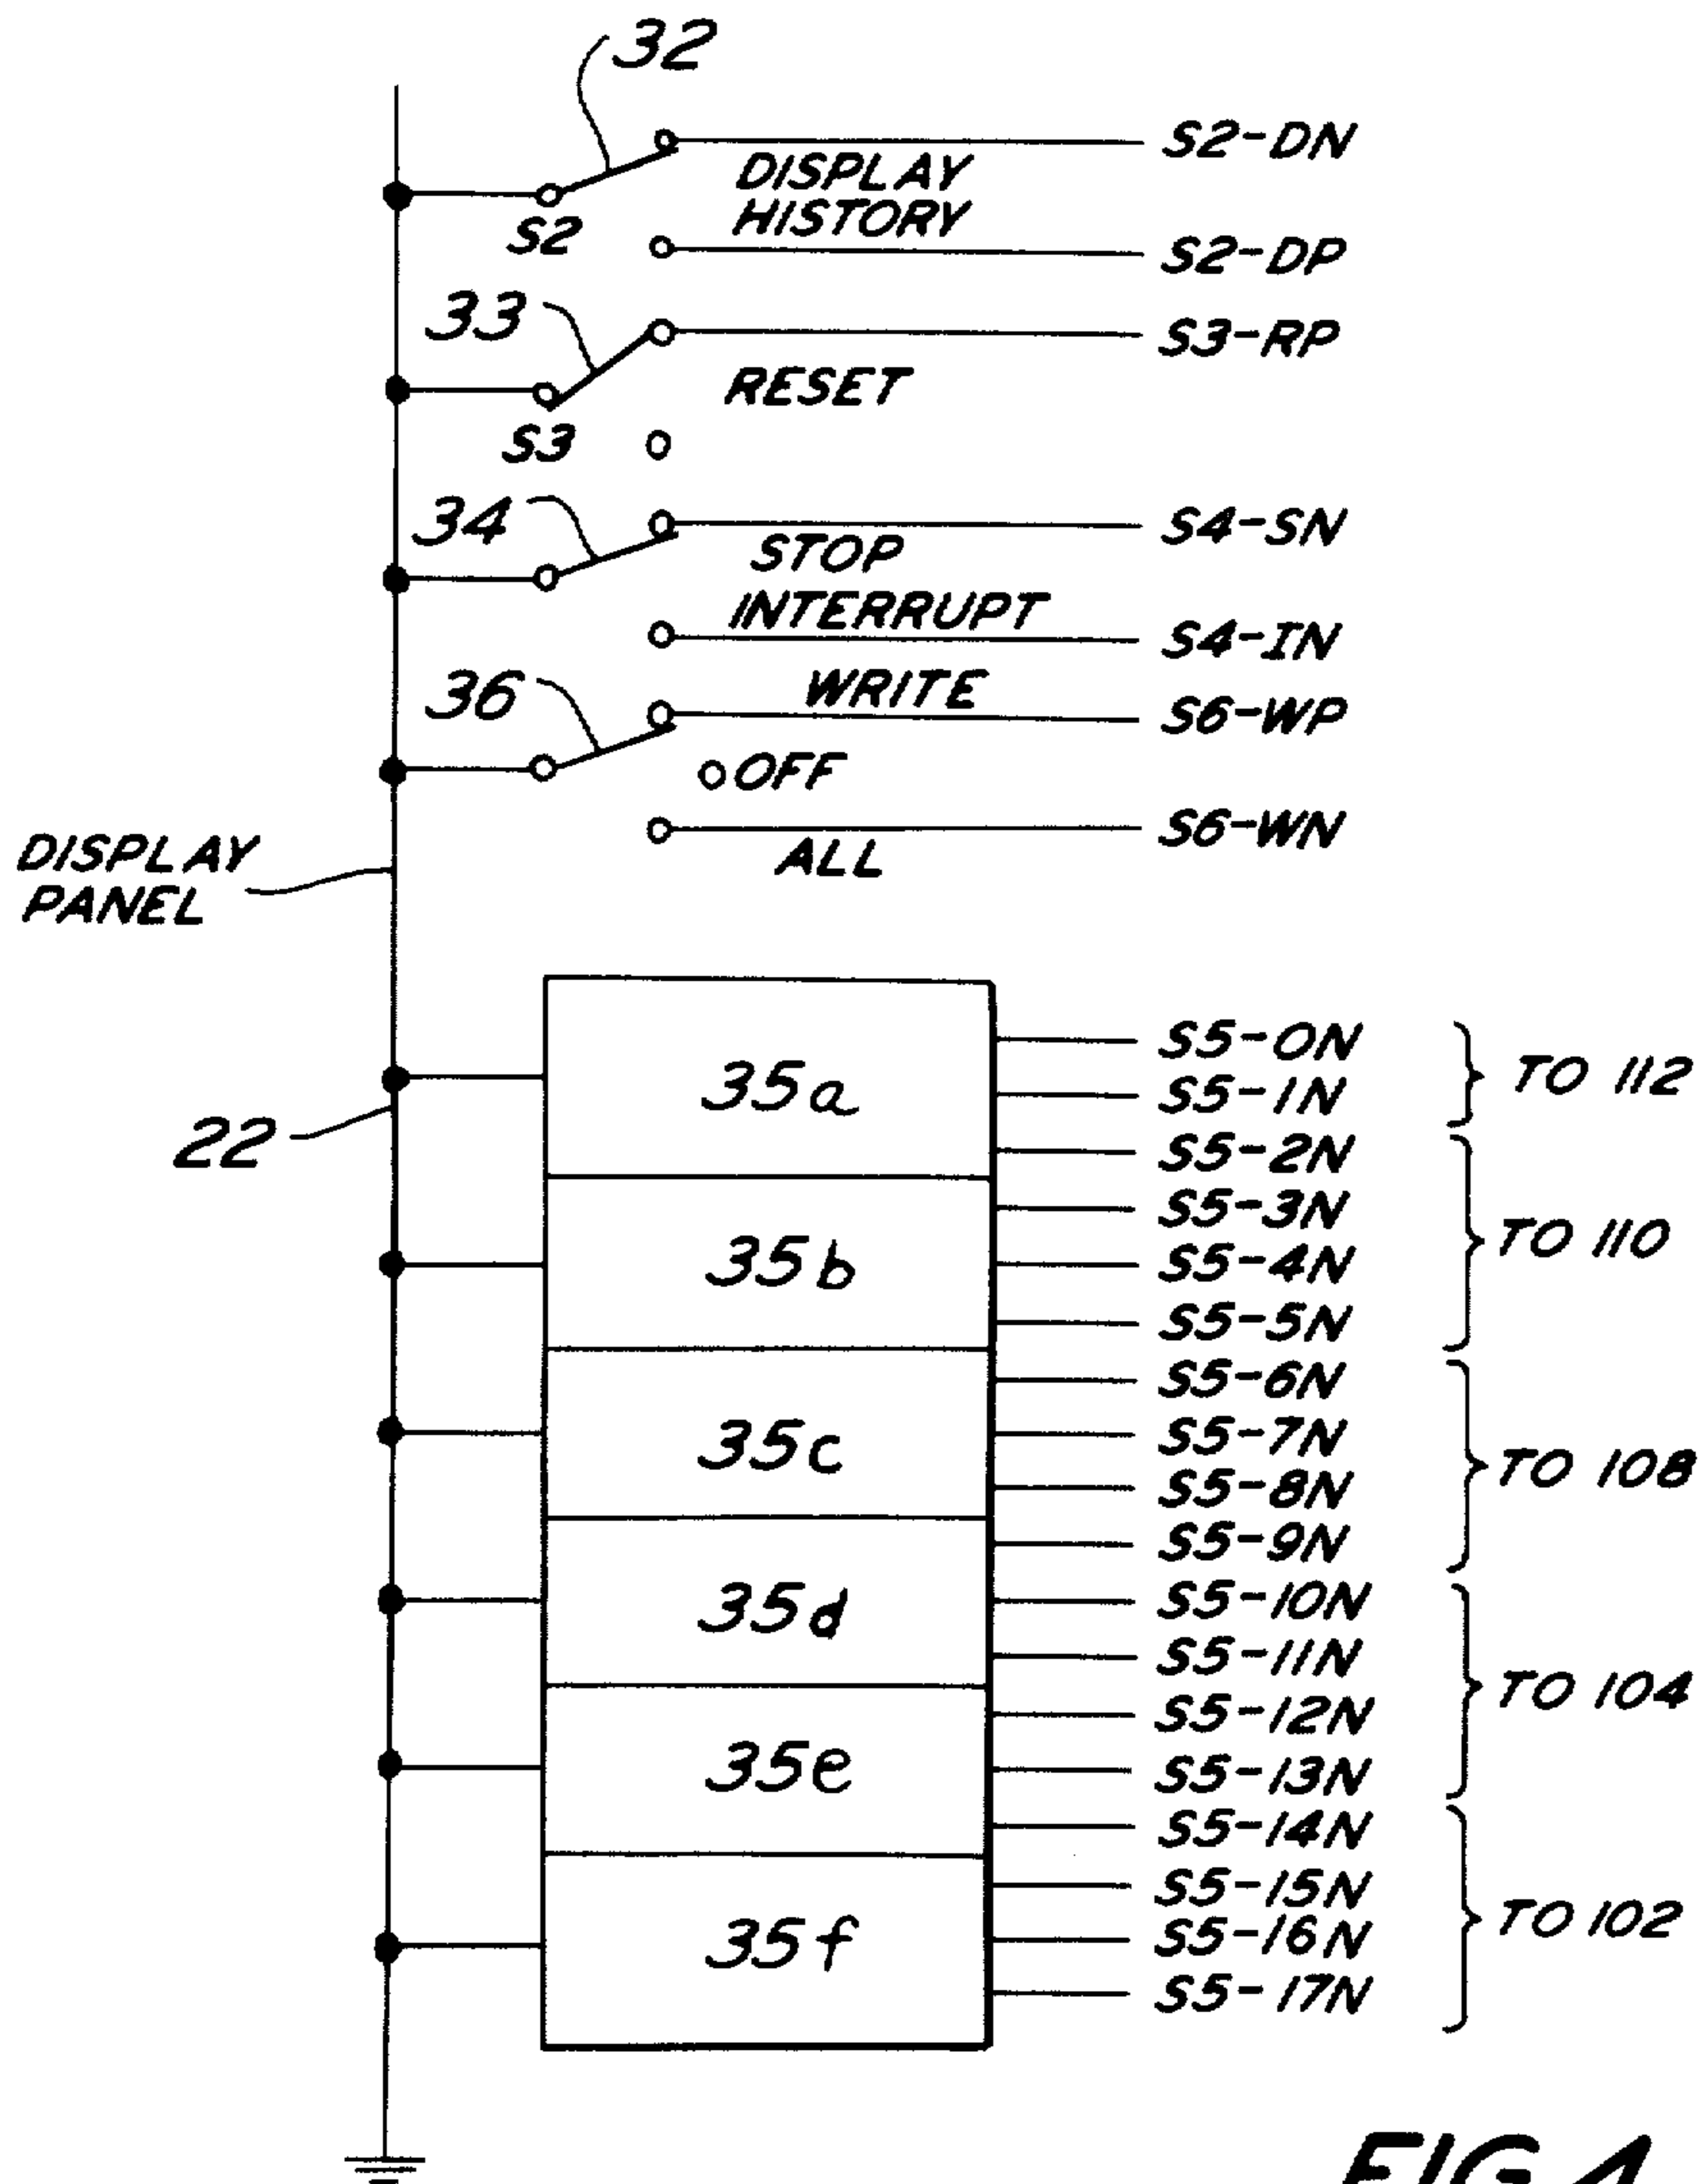 32
S2-DN
DISPLAY
HISTORY
S2
S2-DP
33
S3-RP
RESET
S3
34
S4-SN
STOP
INTERRUPT
S4-IN
36
WRITE
S6-WP
OFF
S6-WN
ALL
DISPLAY
PANEL
22
35a
35b
35c
35d
35e
35f
S5-0N
S5-1N
S5-2N
S5-3N
S5-4N
S5-5N
S5-6N
S5-7N
S5-8N
S5-9N
S5-10N
S5-11N
S5-12N
S5-13N
S5-14N
S5-15N
S5-16N
S5-17N
TO 112
TO 110
TO 108
TO 104
TO 102
FIG.4